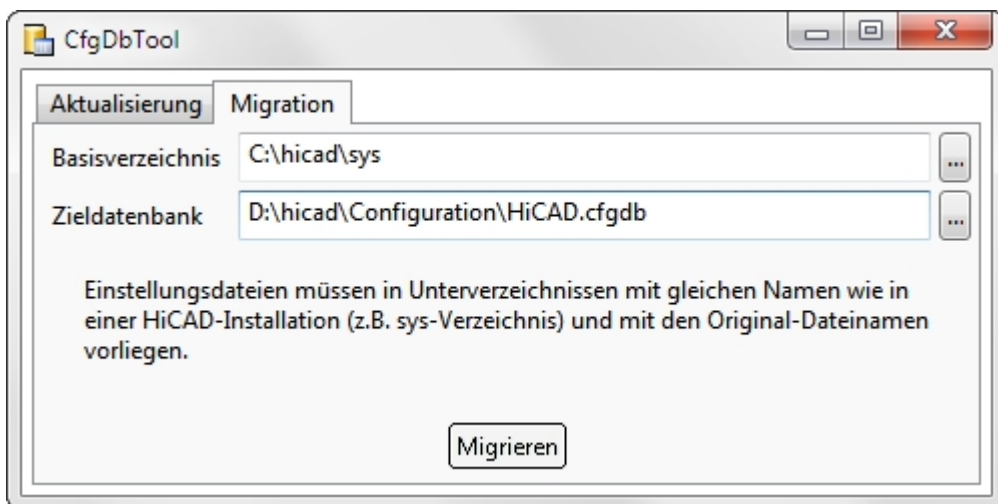 CfgDbTool
Aktualisierung Migration
Basisverzeichnis C:\hicad\sys ...
Zieldatenbank D:\hicad\Configuration\HiCAD.cfgdb ...
Einstellungsdateien müssen in Unterverzeichnissen mit gleichen Namen wie in
einer HiCAD-Installation (z.B. sys-Verzeichnis) und mit den Original-Dateinamen
vorliegen.
Migrieren